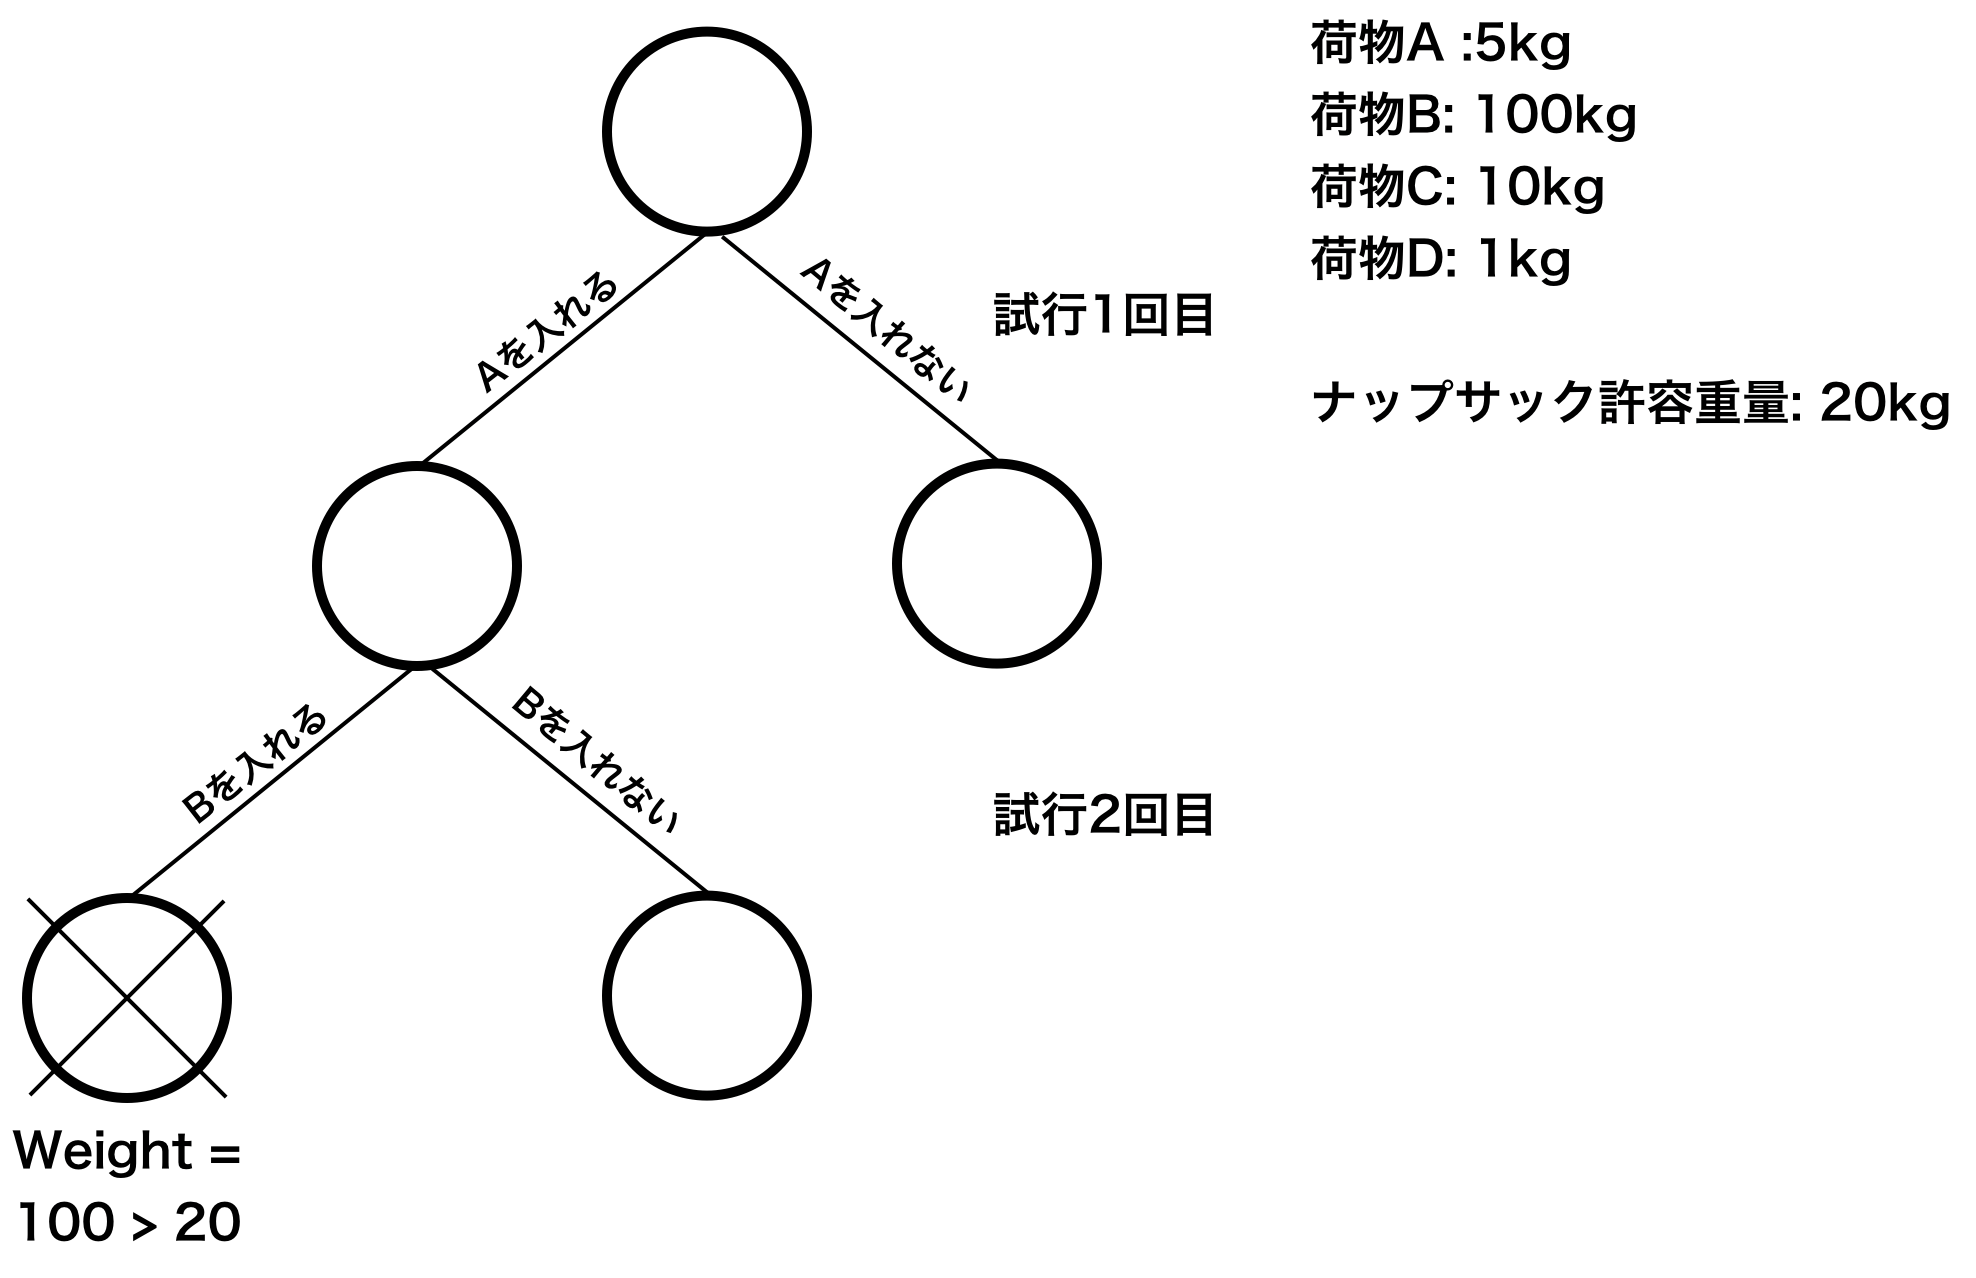 荷物A :5kg
荷物B: 100kg
荷物C: 10kg
荷物D: 1kg
ナップサック許容重量: 20kg
Aを入れる
Aを入れない
試行1回目
Bを入れる
Bを入れない
試行2回目
Weight =
100 > 20